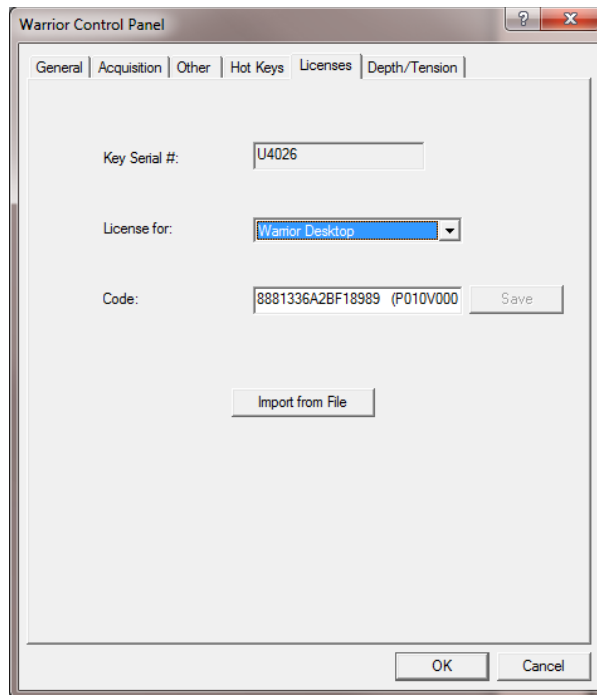 Warrior Control Panel
General Acquisition Other Hot Keys Licenses Depth/Tension
Key Serial #: U4026
License for: Warrior Desktop
Code: 8881336A2BF18989 (P010V000 Save
Import from File
OK Cancel